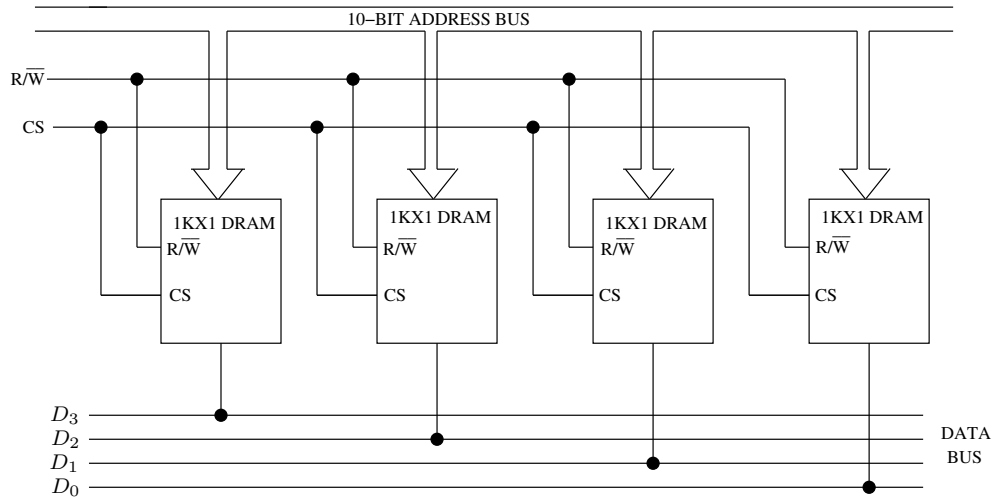 10−BIT ADDRESS BUS
R/W̅
CS
1KX1 DRAM
R/W̅
CS
1KX1 DRAM
R/W̅
CS
1KX1 DRAM
R/W̅
CS
1KX1 DRAM
R/W̅
CS
D₃
D₂
D₁
D₀
DATA
BUS